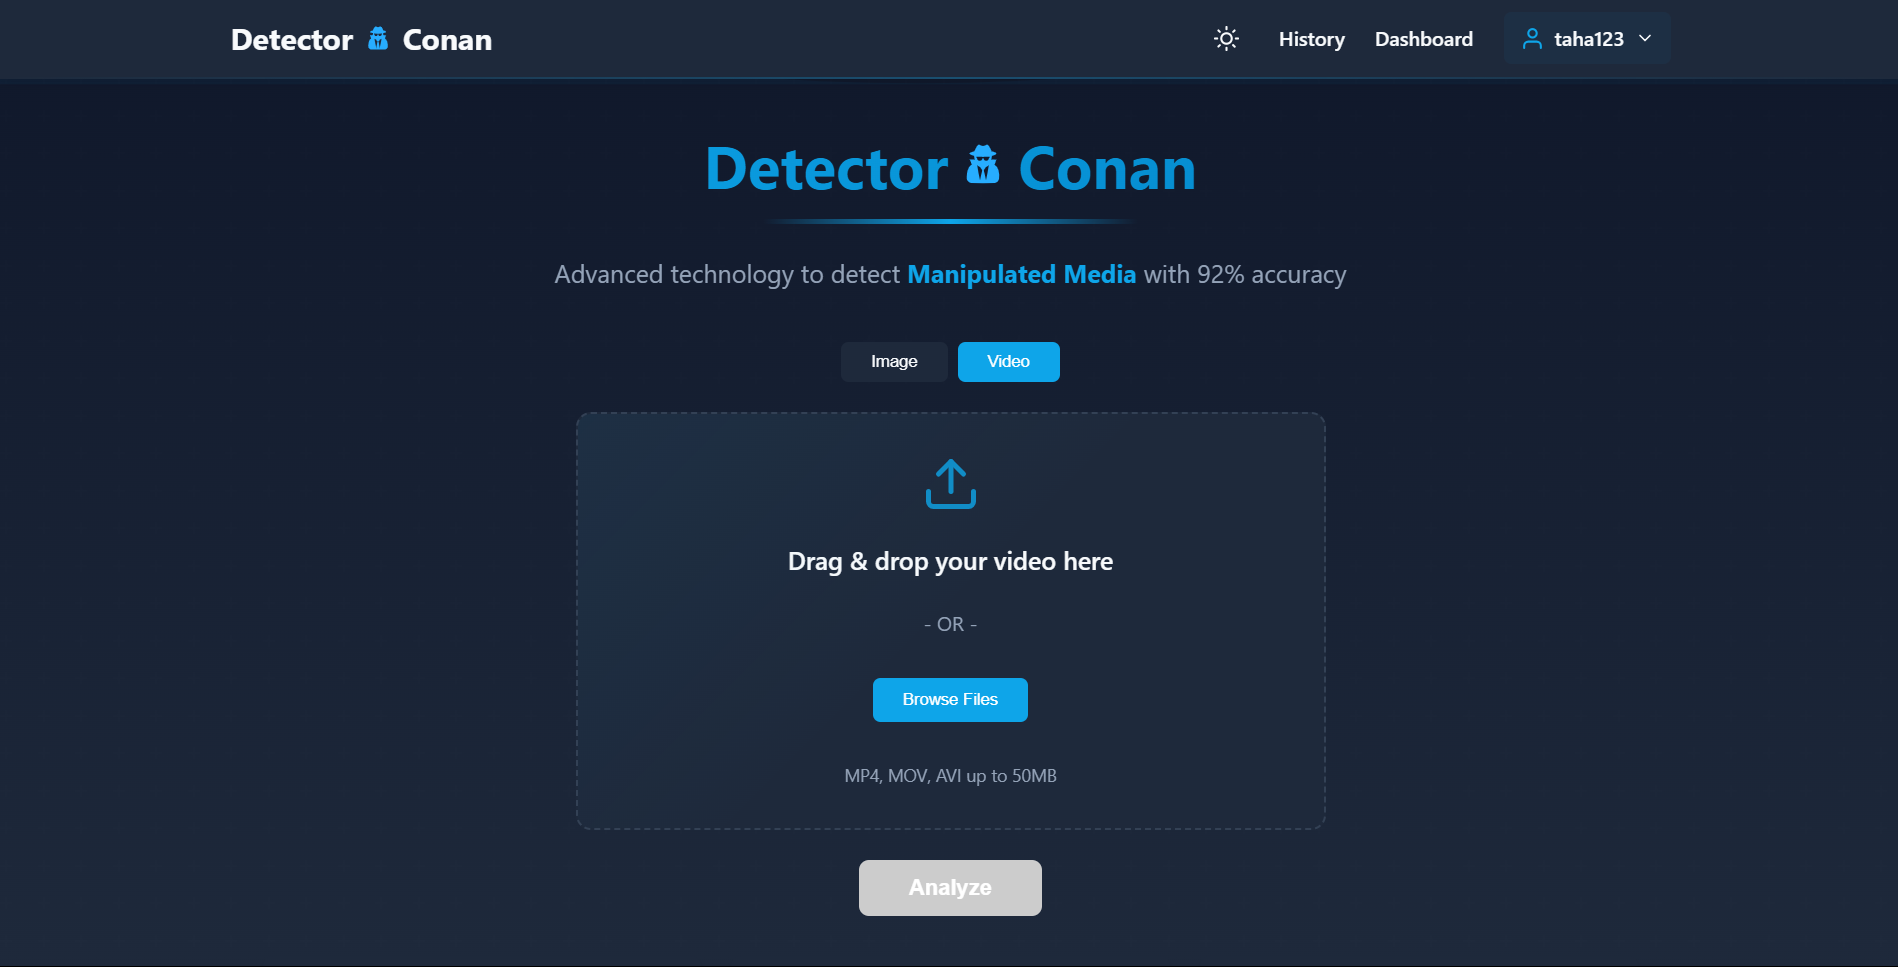 Detector Conan
History
Dashboard
taha123
Detector Conan
Advanced technology to detect Manipulated Media with 92% accuracy
Image
Video
Drag & drop your video here
- OR -
Browse Files
MP4, MOV, AVI up to 50MB
Analyze